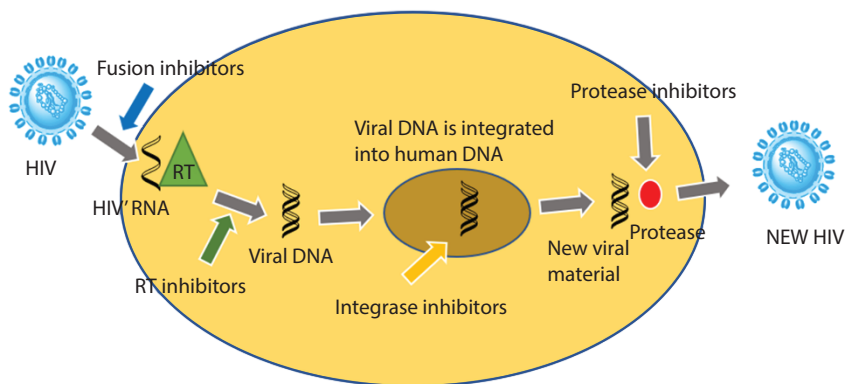 Fusion inhibitors
HIV
RT
HIV’ RNA
RT inhibitors
Viral DNA
Viral DNA is integrated
into human DNA
Integrase inhibitors
Protease inhibitors
New viral
material
Protease
NEW HIV